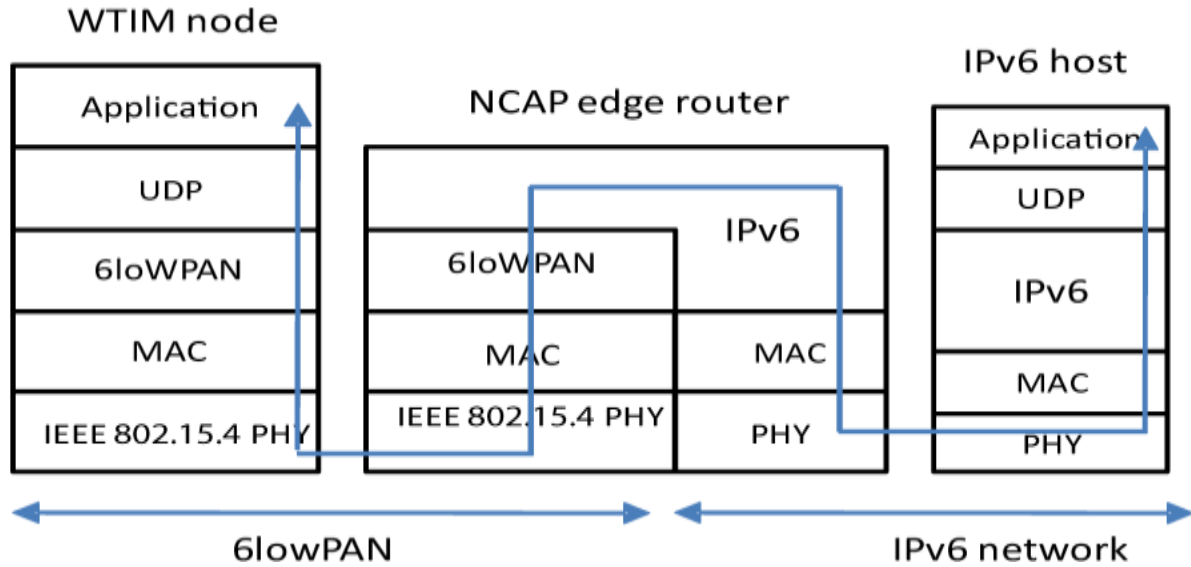 WTIM node
Application
UDP
6loWPAN
MAC
IEEE 802.15.4 PHY
NCAP edge router
IPv6
6loWPAN
MAC
IEEE 802.15.4 PHY
MAC
PHY
IPv6 host
Application
UDP
IPv6
MAC
PHY
6lowPAN
IPv6 network